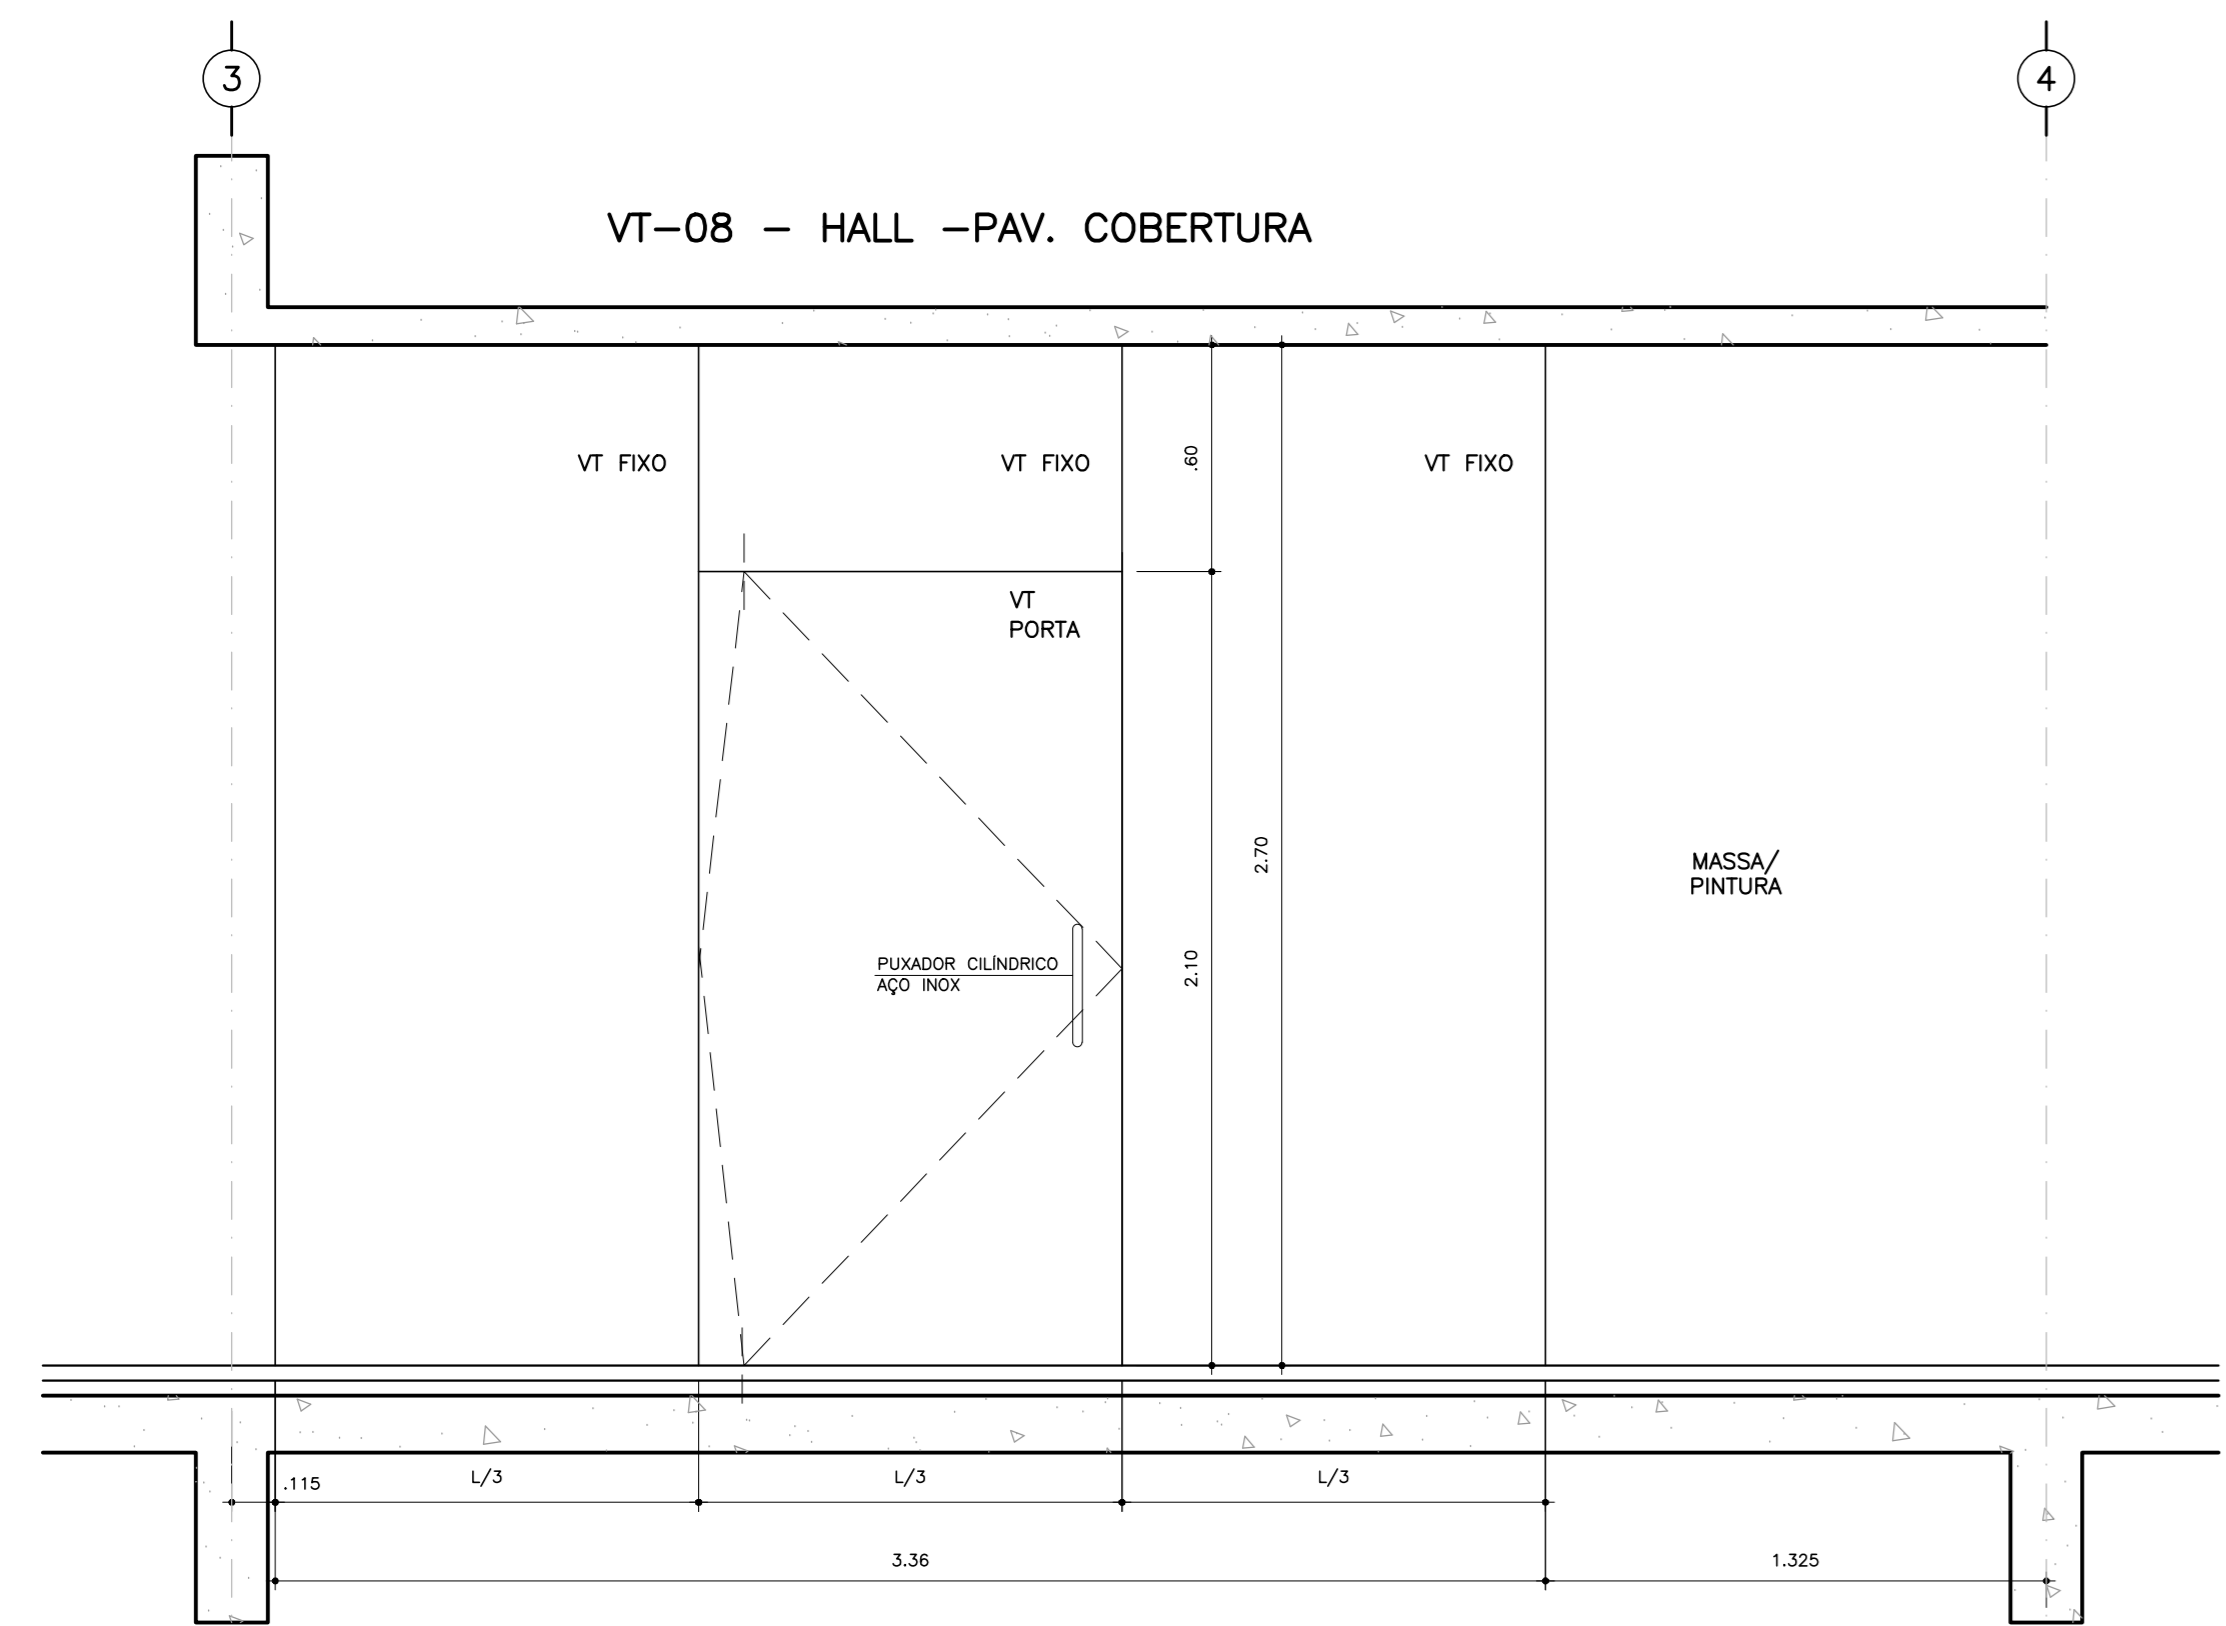 3
4
VT-08 - HALL -PAV. COBERTURA
VT FIXO
VT FIXO
VT FIXO
.60
VT
PORTA
2.70
MASSA/
PINTURA
PUXADOR CILÍNDRICO
AÇO INOX
2.10
.115
L/3
L/3
L/3
3.36
1.325